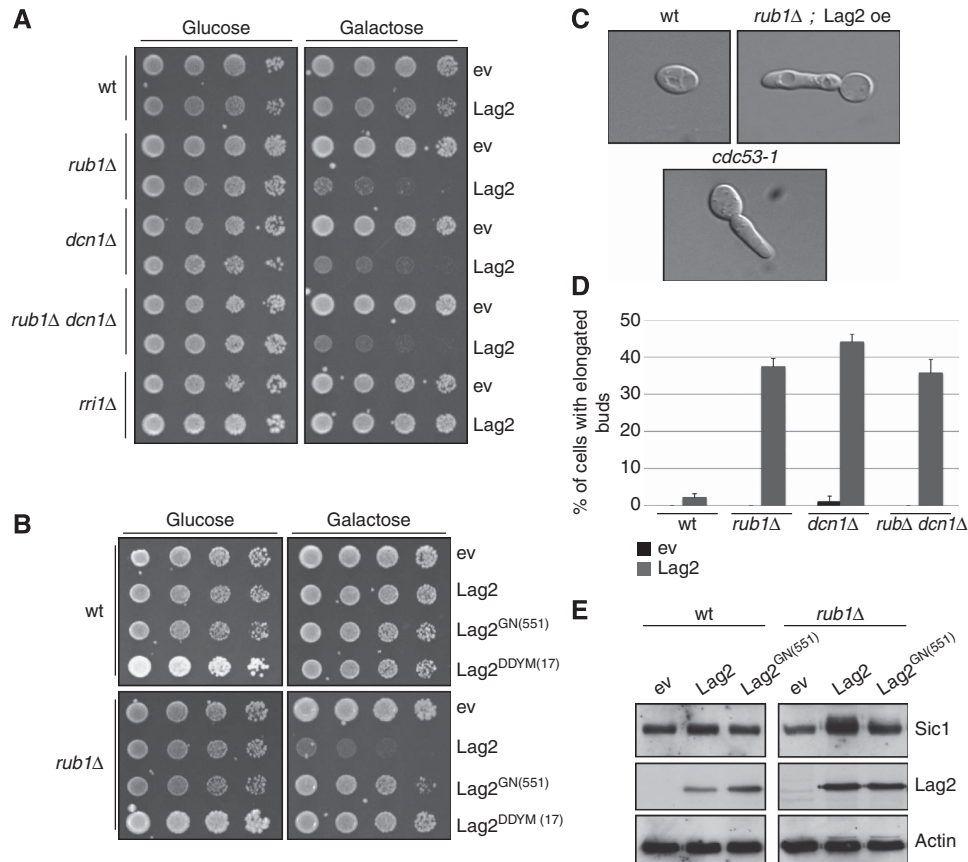 A
Glucose Galactose
wt
ev
Lag2
rub1Δ
ev
Lag2
dcn1Δ
ev
Lag2
rub1Δ dcn1Δ
ev
Lag2
rri1Δ
ev
Lag2
B
Glucose Galactose
wt
ev
Lag2
Lag2GN(551)
Lag2DDYM(17)
rub1Δ
ev
Lag2
Lag2GN(551)
Lag2DDYM (17)
C
wt rub1Δ ; Lag2 oe
cdc53-1
D
% of cells with elongated
buds
50
40
30
20
10
0
wt rub1Δ dcn1Δ rubΔ dcn1Δ
ev
Lag2
E
wt rub1Δ
ev Lag2 Lag2GN(551) ev Lag2 Lag2GN(551)
Sic1
Lag2
Actin